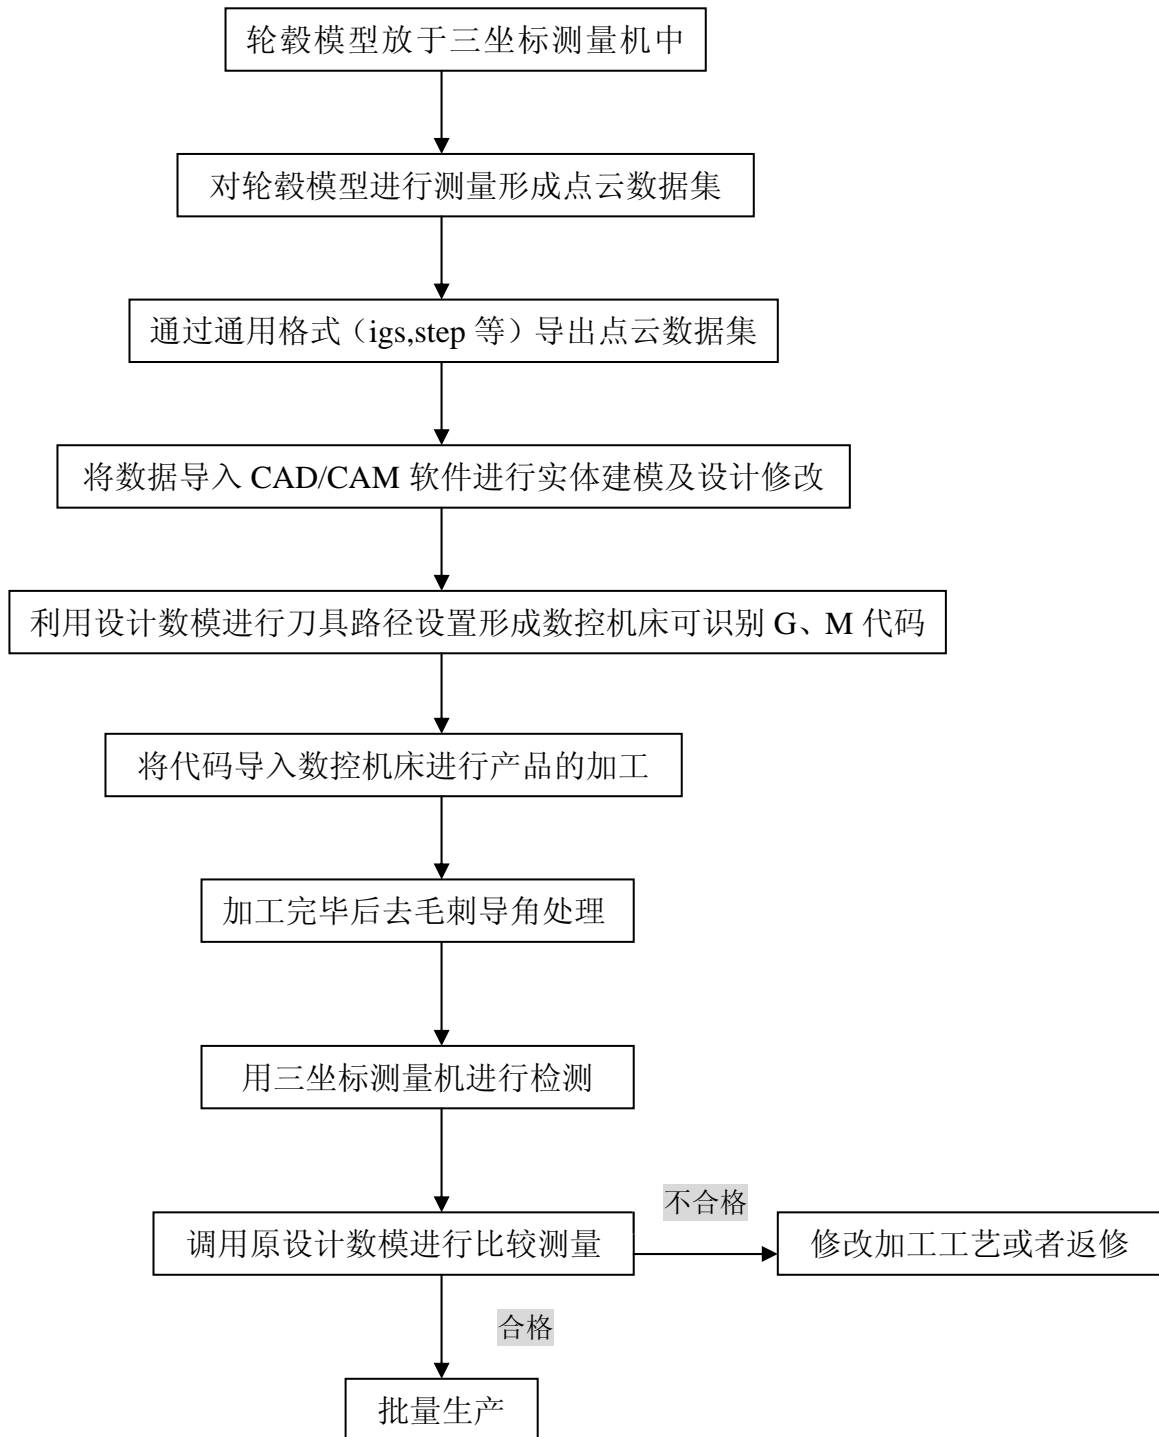 轮毂模型放于三坐标测量机中
对轮毂模型进行测量形成点云数据集
通过通用格式（igs,step 等）导出点云数据集
将数据导入 CAD/CAM 软件进行实体建模及设计修改
利用设计数模进行刀具路径设置形成数控机床可识别 G、M 代码
将代码导入数控机床进行产品的加工
加工完毕后去毛刺导角处理
用三坐标测量机进行检测
不合格
调用原设计数模进行比较测量
修改加工工艺或者返修
合格
批量生产